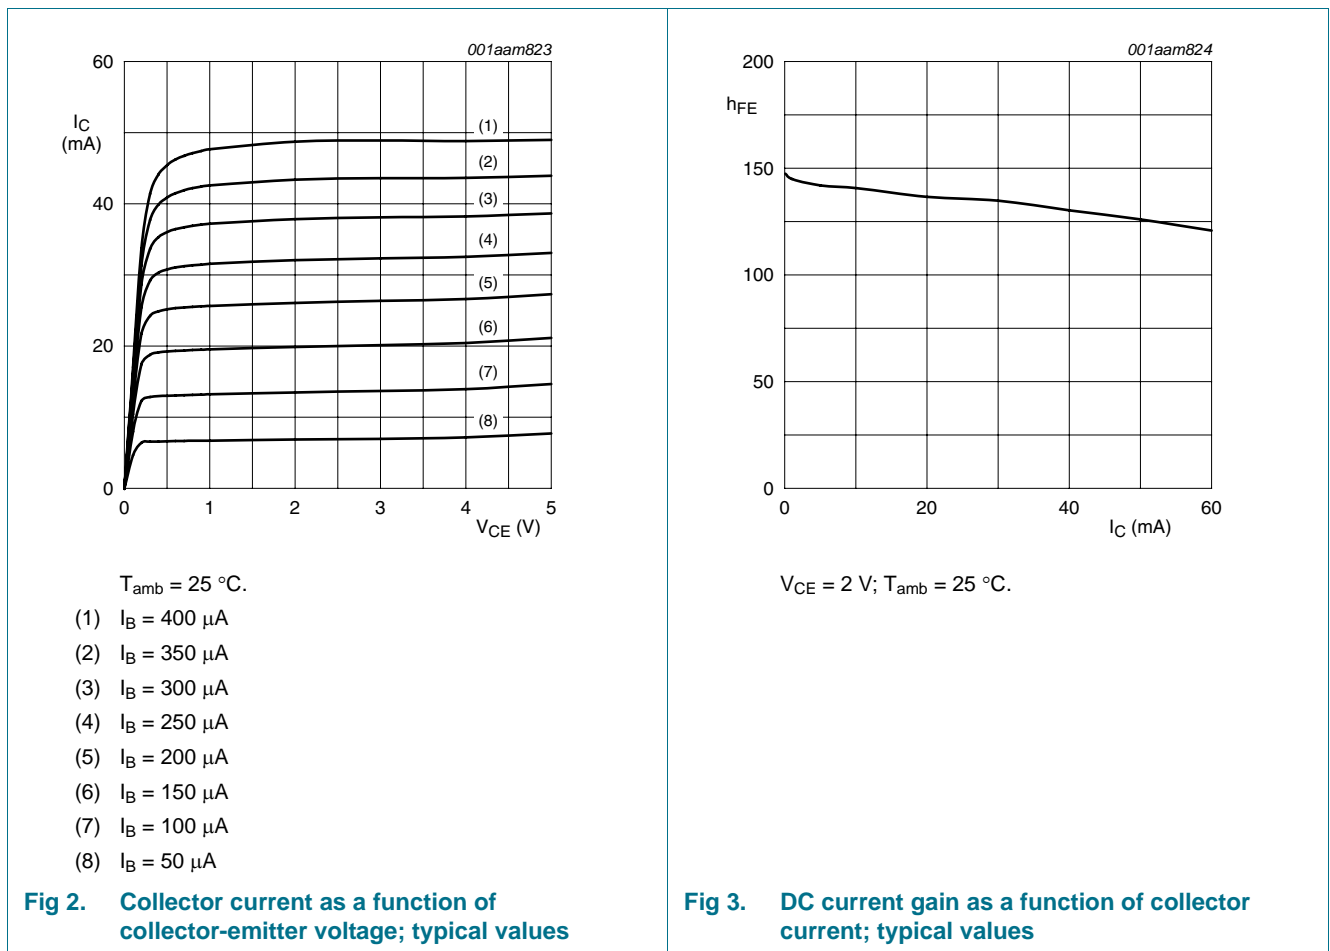 001aam823
60
I_C
(mA)
(1)
(2)
40
(3)
(4)
(5)
(6)
20
(7)
(8)
0
0 1 2 3 4 5
V_CE (V)
T_amb = 25 °C.
(1) I_B = 400 μA
(2) I_B = 350 μA
(3) I_B = 300 μA
(4) I_B = 250 μA
(5) I_B = 200 μA
(6) I_B = 150 μA
(7) I_B = 100 μA
(8) I_B = 50 μA
Fig 2. Collector current as a function of
collector-emitter voltage; typical values
001aam824
200
h_FE
150
100
50
0
0 20 40 60
I_C (mA)
V_CE = 2 V; T_amb = 25 °C.
Fig 3. DC current gain as a function of collector
current; typical values